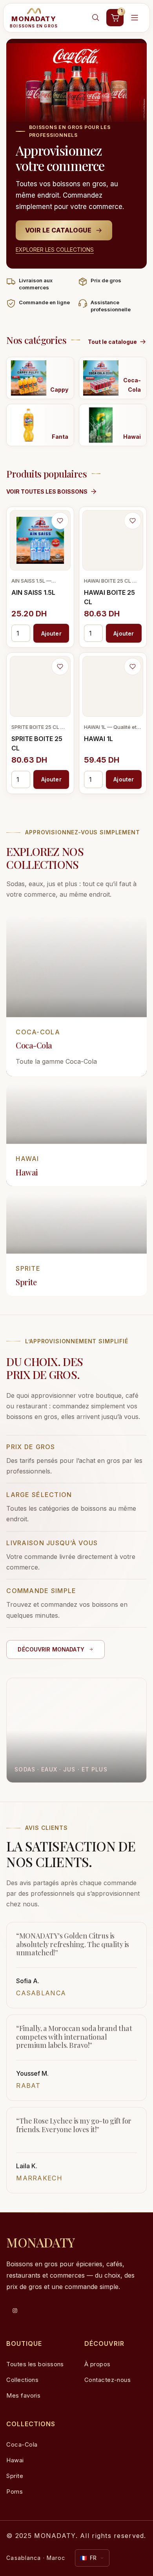 MONADARY
BOISSONS EN GROS
1
Coca-Cola
BOISSONS EN GROS POUR LES
PROFESSIONNELS
Approvisionnez
votre commerce
Toutes vos boissons en gros, au
meilleur prix. Commandez
simplement pour votre commerce.
VOIR LE CATALOGUE →
EXPLORER LES COLLECTIONS
Livraison aux
commerces
Prix de gros
Commande en ligne
Assistance
professionnelle
Nos catégories
Tout le catalogue →
Cappy
Coca-
Cola
Fanta
Hawai
Produits populaires
VOIR TOUTES LES BOISSONS →
AIN SAISS
AIN SAISS 1.5L —...
AIN SAISS 1.5L
25.20 DH
1
Ajouter
HAWAI BOITE 25 CL ...
HAWAI BOITE 25
CL
80.63 DH
1
Ajouter
SPRITE BOITE 25 CL ...
SPRITE BOITE 25
CL
80.63 DH
1
Ajouter
HAWAI 1L — Qualité et...
HAWAI 1L
59.45 DH
1
Ajouter
APPROVISIONNEZ-VOUS SIMPLEMENT
EXPLOREZ NOS
COLLECTIONS
Sodas, eaux, jus et plus : tout ce qu'il faut à
votre commerce, au même endroit.
COCA-COLA
Coca-Cola
Toute la gamme Coca-Cola
HAWAI
Hawai
SPRITE
Sprite
L'APPROVISIONNEMENT SIMPLIFIÉ
DU CHOIX. DES
PRIX DE GROS.
De quoi approvisionner votre boutique, café
ou restaurant : commandez simplement vos
boissons en gros, elles arrivent jusqu'à vous.
PRIX DE GROS
Des tarifs pensés pour l'achat en gros par les
professionnels.
LARGE SÉLECTION
Toutes les catégories de boissons au même
endroit.
LIVRAISON JUSQU'À VOUS
Votre commande livrée directement à votre
commerce.
COMMANDE SIMPLE
Trouvez et commandez vos boissons en
quelques minutes.
DÉCOUVRIR MONADATY →
SODAS · EAUX · JUS · ET PLUS
AVIS CLIENTS
LA SATISFACTION DE
NOS CLIENTS.
Des avis partagés après chaque commande
par des professionnels qui s'approvisionnent
chez nous.
"MONADATY's Golden Citrus is
absolutely refreshing. The quality is
unmatched!"
Sofia A.
CASABLANCA
"Finally, a Moroccan soda brand that
competes with international
premium labels. Bravo!"
Youssef M.
RABAT
"The Rose Lychee is my go-to gift for
friends. Everyone loves it!"
Laila K.
MARRAKECH
MONADATY
Boissons en gros pour épiceries, cafés,
restaurants et commerces — du choix, des
prix de gros et une commande simple.
BOUTIQUE
DÉCOUVRIR
Toutes les boissons
À propos
Collections
Contactez-nous
Mes favoris
COLLECTIONS
Coca-Cola
Hawai
Sprite
Poms
© 2025 MONADATY. All rights reserved.
Casablanca · Maroc
FR